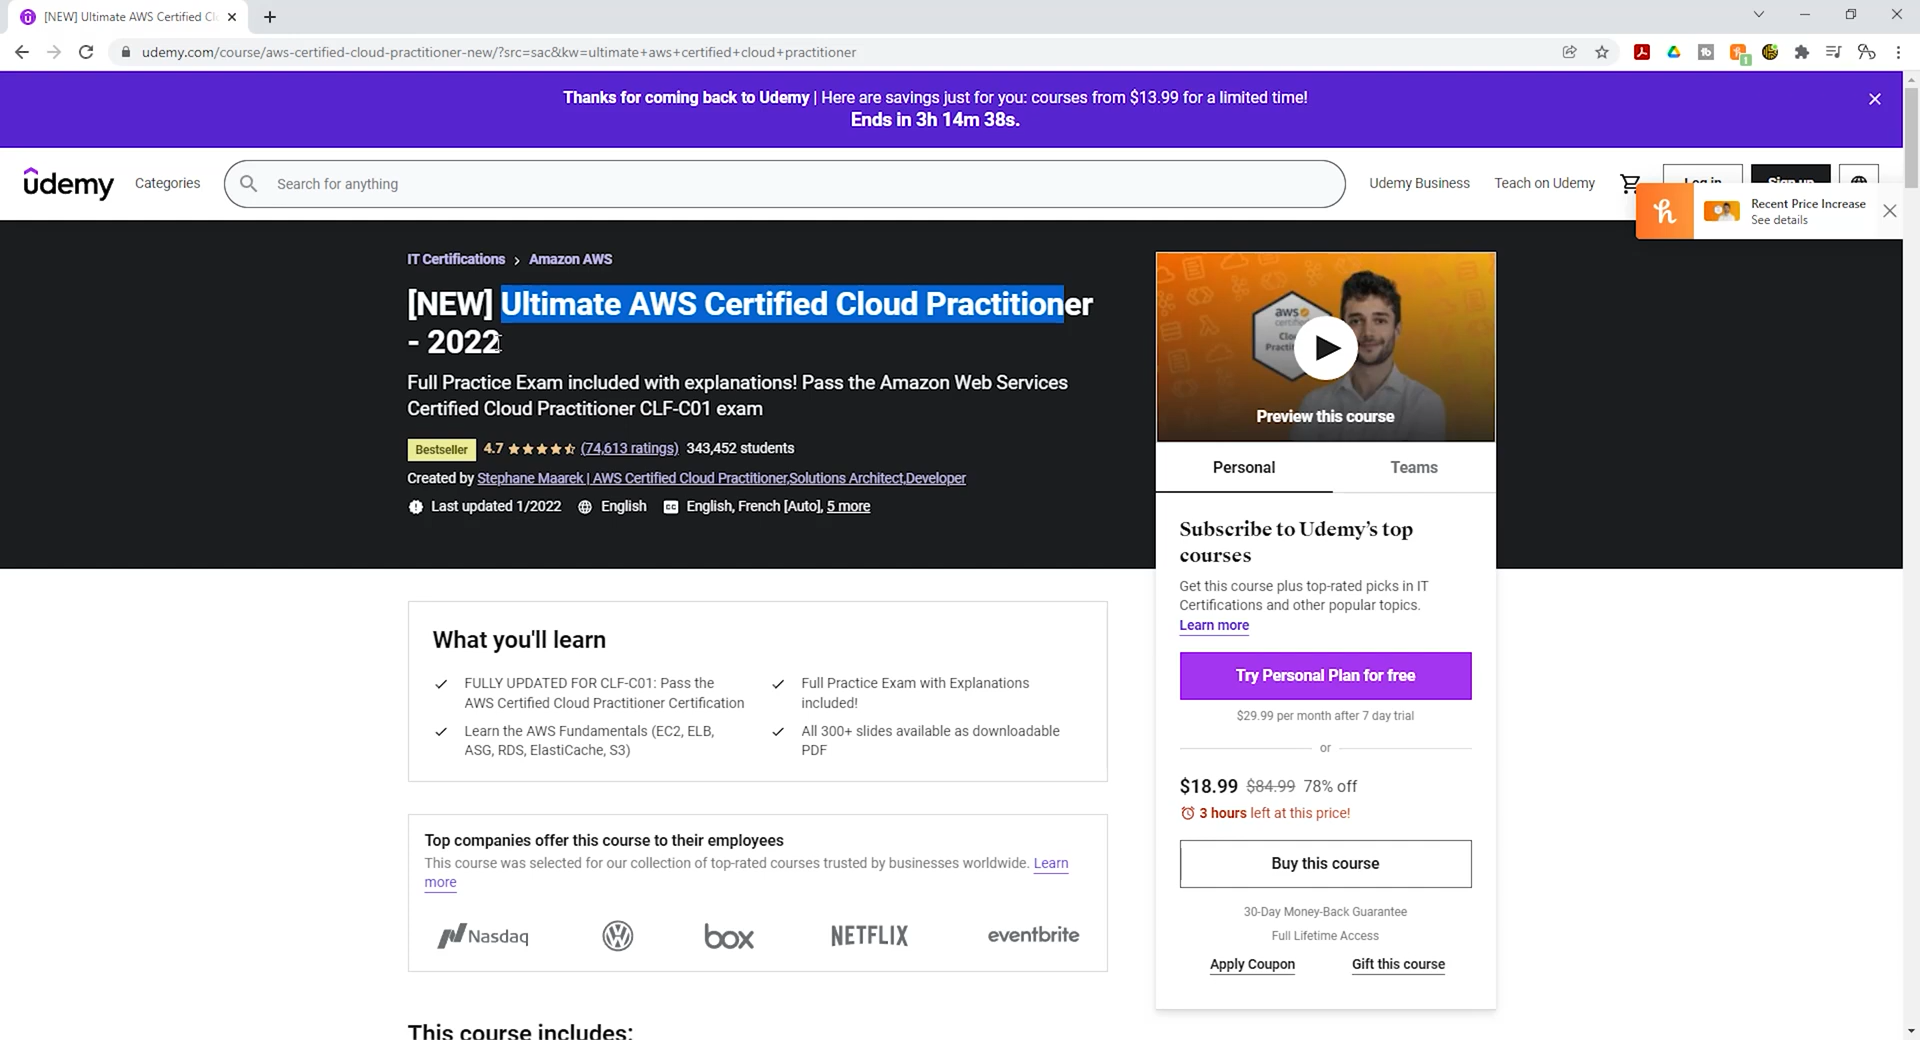 [NEW] Ultimate AWS Certified Cl
udemy.com/course/aws-certified-cloud-practitioner-new/?src=sac&kw=ultimate+aws+certified+cloud+practitioner
1
Thanks for coming back to Udemy | Here are savings just for you: courses from $13.99 for a limited time!
Ends in 3h 14m 38s.
udemy
Categories
Search for anything
Udemy Business
Teach on Udemy
Log in
Sign up
Recent Price Increase
See details
IT Certifications > Amazon AWS
[NEW] Ultimate AWS Certified Cloud Practitioner
- 2022
Full Practice Exam included with explanations! Pass the Amazon Web Services
Certified Cloud Practitioner CLF-C01 exam
Bestseller 4.7 (74,613 ratings) 343,452 students
Created by Stephane Maarek | AWS Certified Cloud Practitioner,Solutions Architect,Developer
Last updated 1/2022 English CC English, French [Auto], 5 more
aws
Preview this course
Personal
Teams
Subscribe to Udemy's top
courses
Get this course plus top-rated picks in IT
Certifications and other popular topics.
Learn more
Try Personal Plan for free
$29.99 per month after 7 day trial
or
$18.99 $84.99 78% off
3 hours left at this price!
Buy this course
30-Day Money-Back Guarantee
Full Lifetime Access
Apply Coupon
Gift this course
What you'll learn
FULLY UPDATED FOR CLF-C01: Pass the
AWS Certified Cloud Practitioner Certification
Full Practice Exam with Explanations
included!
Learn the AWS Fundamentals (EC2, ELB,
ASG, RDS, ElastiCache, S3)
All 300+ slides available as downloadable
PDF
Top companies offer this course to their employees
This course was selected for our collection of top-rated courses trusted by businesses worldwide. Learn
more
Nasdaq
box
NETFLIX
eventbrite
This course includes: